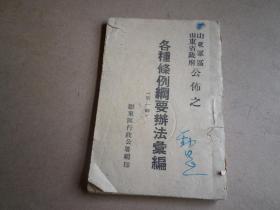 山東軍區
山東省政府
公佈之
各種條例綱要辦法彙編
（第一輯）
膠東區行政公署翻印